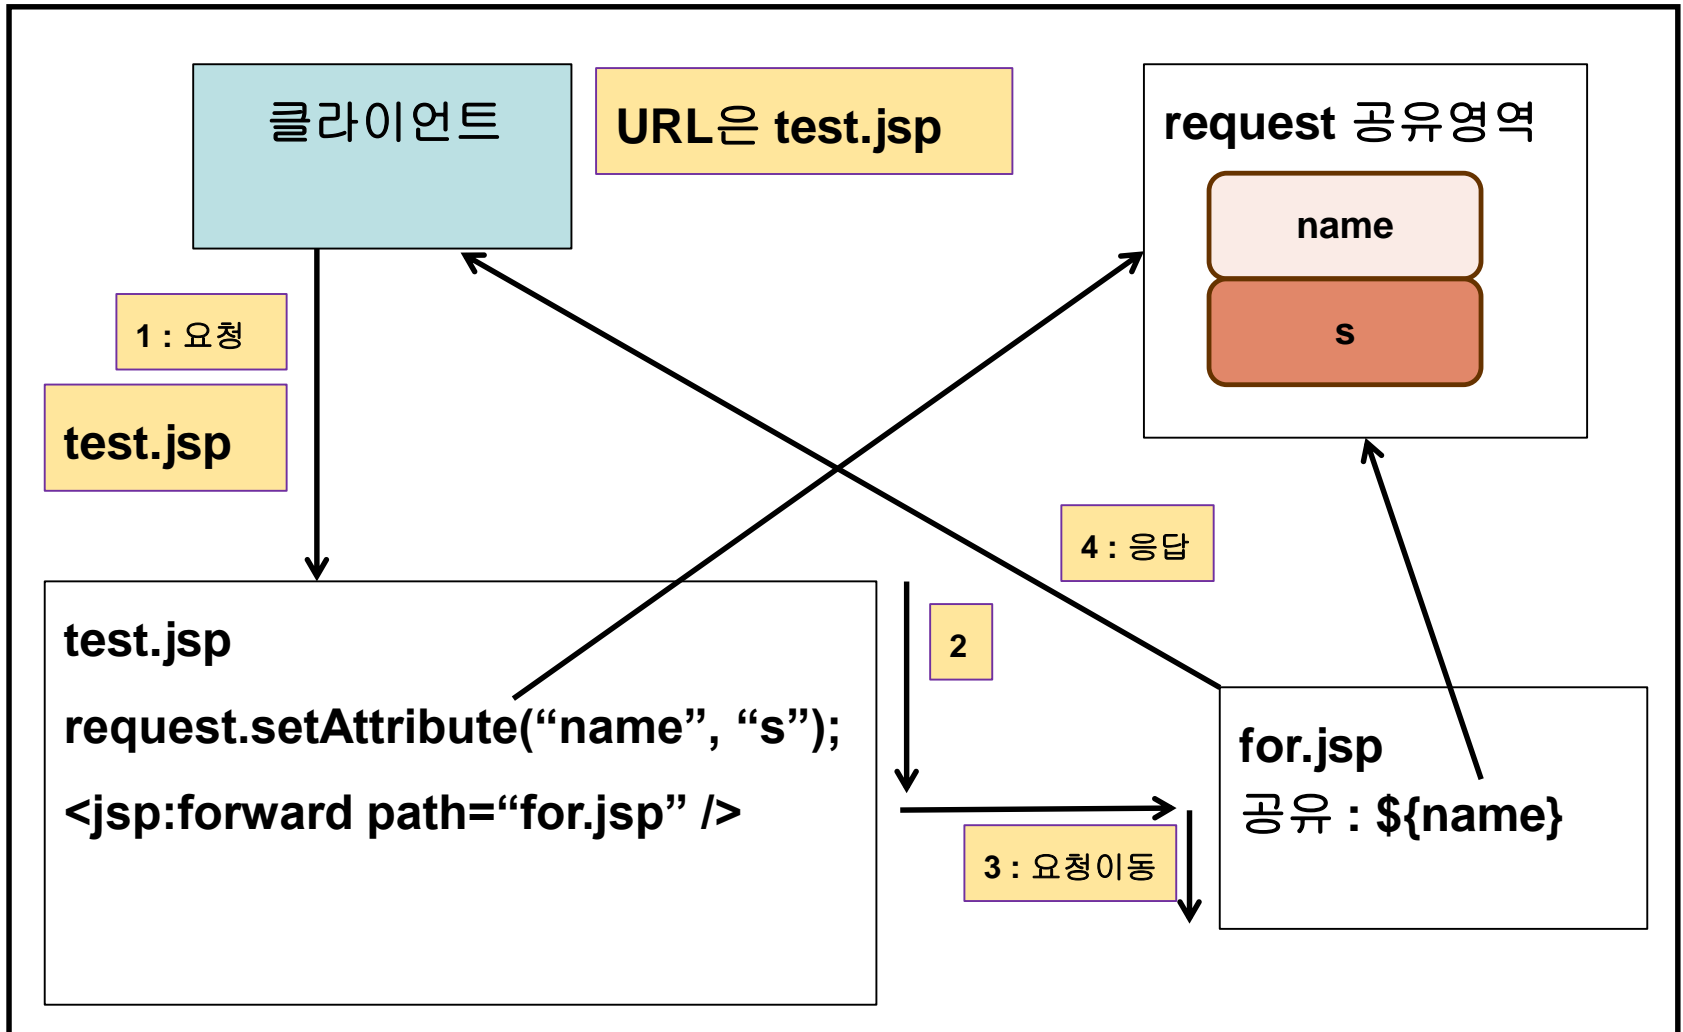 클라이언트
URL은 test.jsp
request 공유영역
name
s
1 : 요청
test.jsp
4 : 응답
test.jsp
request.setAttribute(“name”, “s”);
<jsp:forward path=“for.jsp” />
2
3 : 요청이동
for.jsp
공유 : ${name}